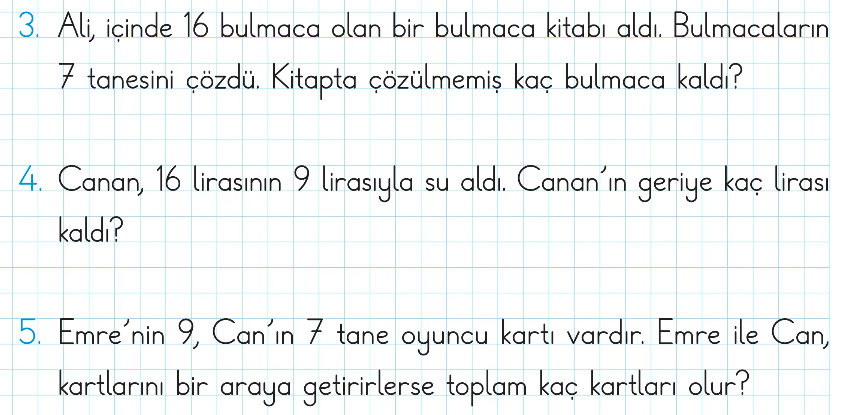 3. Ali, içinde 16 bulmaca olan bir bulmaca kitabı aldı. Bulmacaların
7 tanesini çözdü. Kitapta çözülmemiş kaç bulmaca kaldı?
4. Canan, 16 lirasının 9 lirasıyla su aldı. Canan'ın geriye kaç lirası
kaldı?
5. Emre'nin 9, Can'ın 7 tane oyuncu kartı vardır. Emre ile Can,
kartlarını bir araya getirirlerse toplam kaç kartları olur?